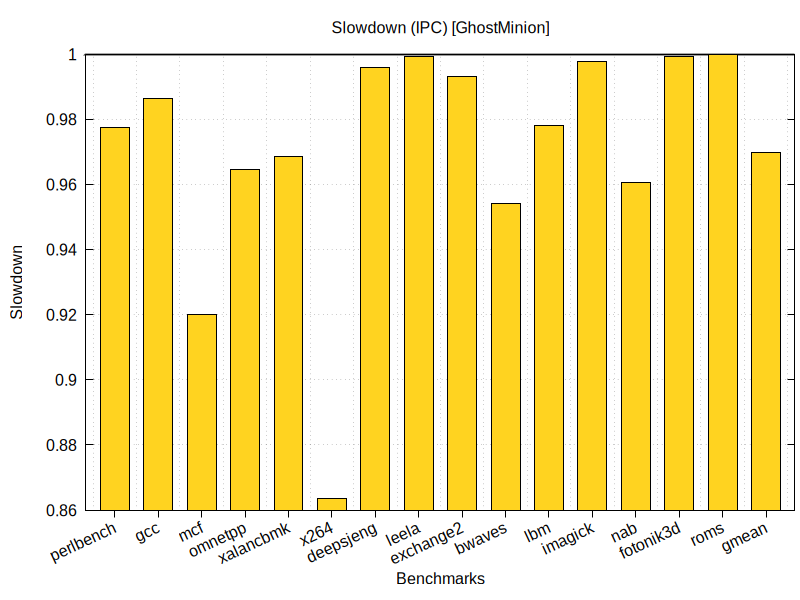 Slowdown (IPC) [GhostMinion]
1
0.98
0.96
0.94
0.92
0.9
0.88
0.86
Slowdown
perlbench
gcc
mcf
omnetpp
xalancbmk
x264
deepsjeng
leela
exchange2
bwaves
lbm
imagick
nab
fotonik3d
roms
gmean
Benchmarks